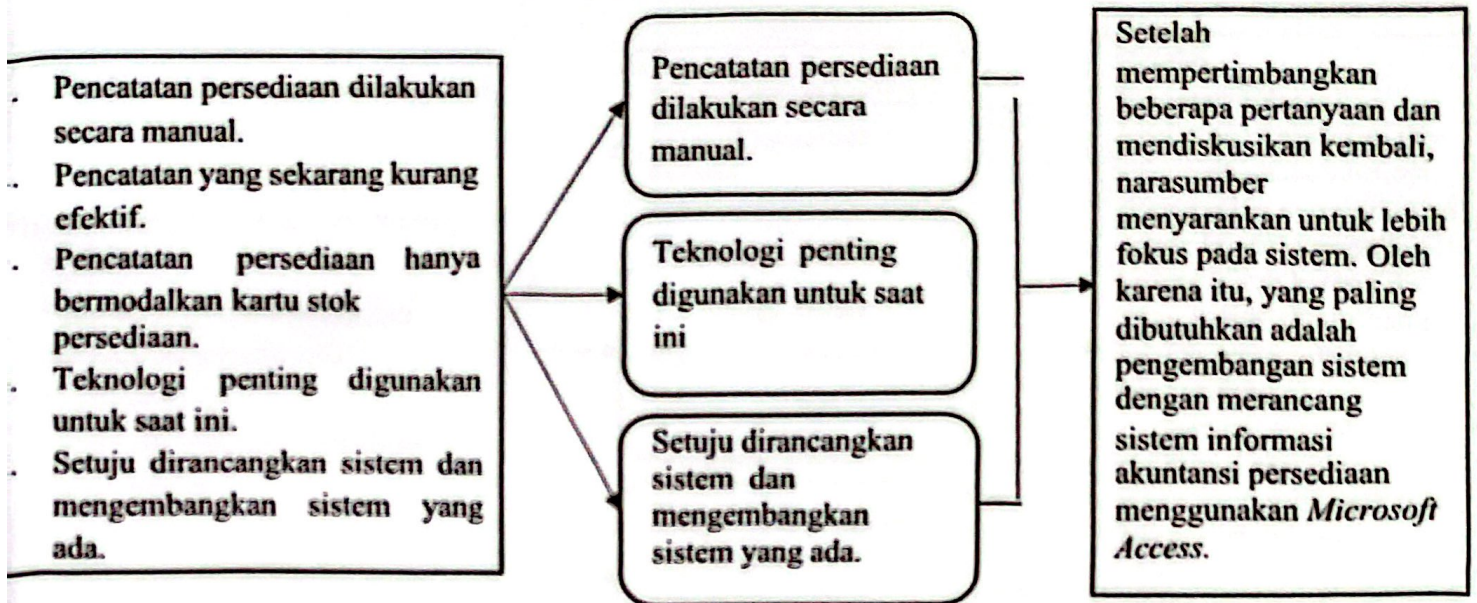 . Pencatatan persediaan dilakukan
secara manual.
. Pencatatan yang sekarang kurang
efektif.
. Pencatatan persediaan hanya
bermodalkan kartu stok
persediaan.
. Teknologi penting digunakan
untuk saat ini.
. Setuju dirancangkan sistem dan
mengembangkan sistem yang
ada.
Pencatatan persediaan
dilakukan secara
manual.
Teknologi penting
digunakan untuk saat
ini
Setuju dirancangkan
sistem dan
mengembangkan
sistem yang ada.
Setelah
mempertimbangkan
beberapa pertanyaan dan
mendiskusikan kembali,
narasumber
menyarankan untuk lebih
fokus pada sistem. Oleh
karena itu, yang paling
dibutuhkan adalah
pengembangan sistem
dengan merancang
sistem informasi
akuntansi persediaan
menggunakan Microsoft
Access.